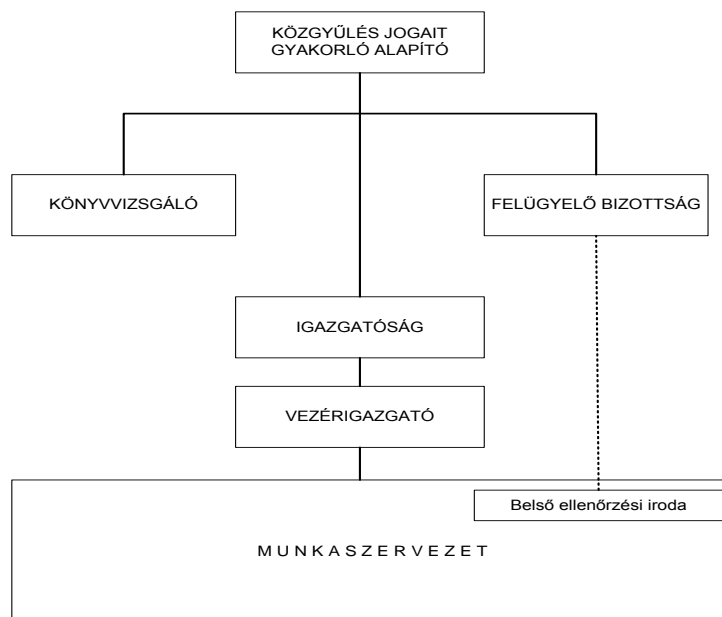 KÖZGYŰLÉS JOGAIT
GYAKORLÓ ALAPÍTÓ
KÖNYVVIZSGÁLÓ
FELÜGYELŐ BIZOTTSÁG
IGAZGATÓSÁG
VEZÉRIGAZGATÓ
Belső ellenőrzési iroda
M U N K A S Z E R V E Z E T